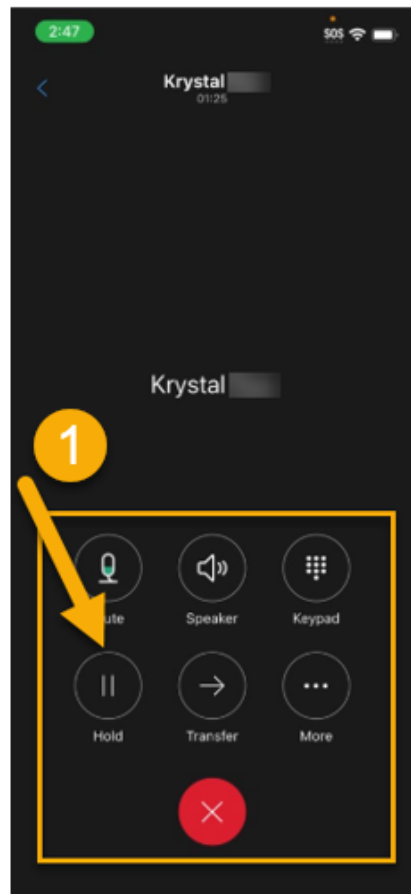 2:47 SOS
Krystal
01:25
Krystal
1
ute Speaker Keypad
Hold Transfer More